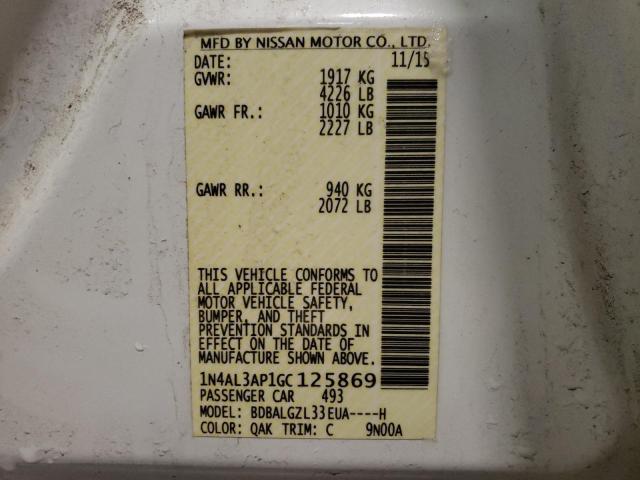 MFD BY NISSAN MOTOR CO., LTD.
DATE: 11/15
GVWR: 1917 KG
4226 LB
GAWR FR.: 1010 KG
2227 LB
GAWR RR.: 940 KG
2072 LB
THIS VEHICLE CONFORMS TO
ALL APPLICABLE FEDERAL
MOTOR VEHICLE SAFETY,
BUMPER, AND THEFT
PREVENTION STANDARDS IN
EFFECT ON THE DATE OF
MANUFACTURE SHOWN ABOVE.
1N4AL3AP1GC125869
PASSENGER CAR 493
MODEL: BDBALGZL33EUA----H
COLOR: QAK TRIM: C 9N00A